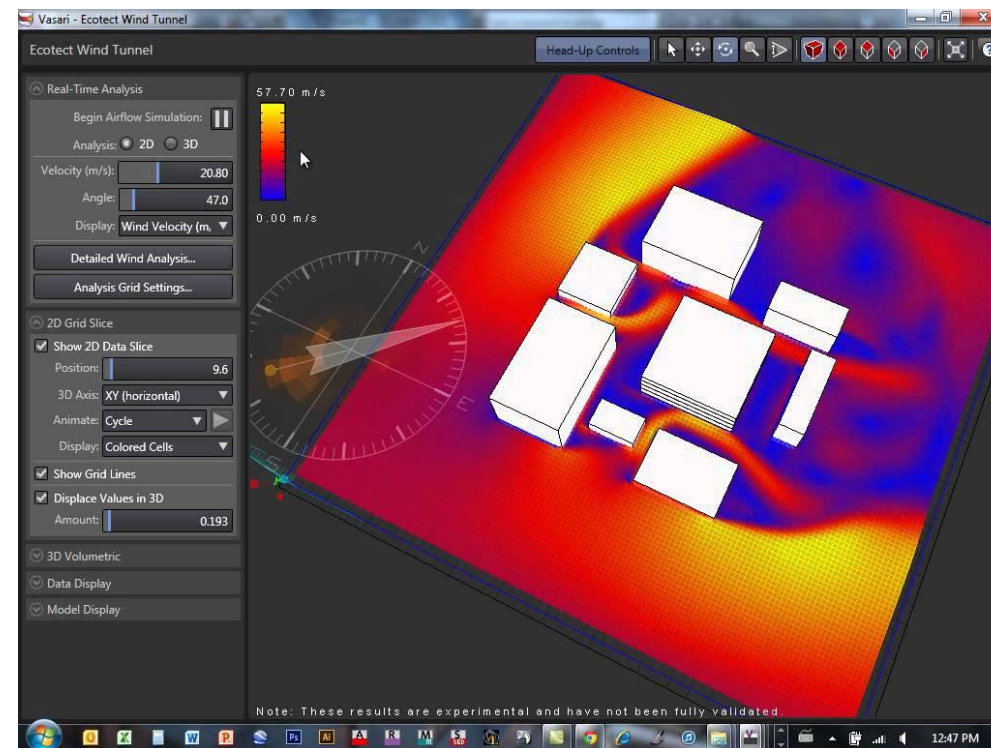 Vasari - Ecotect Wind Tunnel
Ecotect Wind Tunnel
Head-Up Controls
Real-Time Analysis
Begin Airflow Simulation:
Analysis: 2D 3D
Velocity (m/s): 20.80
Angle: 47.0
Display: Wind Velocity (m,
Detailed Wind Analysis...
Analysis Grid Settings...
2D Grid Slice
Show 2D Data Slice
Position: 9.6
3D Axis: XY (horizontal)
Animate: Cycle
Display: Colored Cells
Show Grid Lines
Displace Values in 3D
Amount: 0.193
3D Volumetric
Data Display
Model Display
57.70 m/s
0.00 m/s
N
E
S
Note: These results are experimental and have not been fully validated.
Ps
Ai
12:47 PM